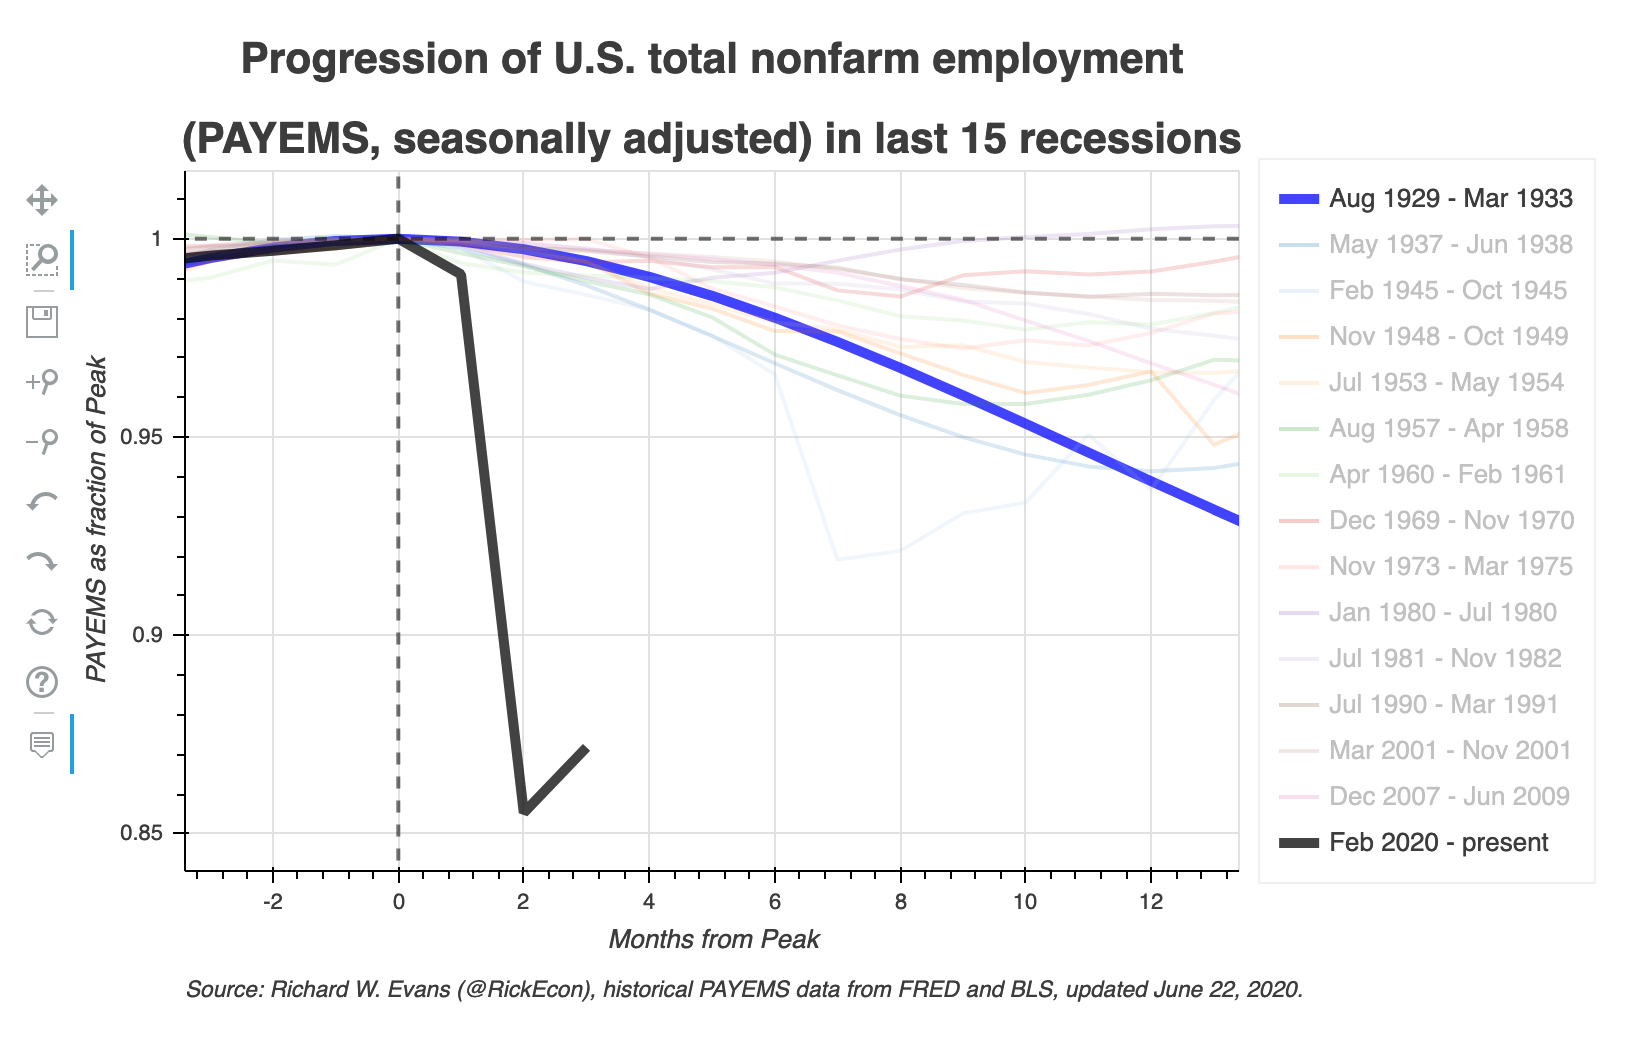 Progression of U.S. total nonfarm employment
(PAYEMS, seasonally adjusted) in last 15 recessions
PAYEMS as fraction of Peak
1
0.95
0.9
0.85
-2
0
2
4
6
8
10
12
Months from Peak
Aug 1929 - Mar 1933
May 1937 - Jun 1938
Feb 1945 - Oct 1945
Nov 1948 - Oct 1949
Jul 1953 - May 1954
Aug 1957 - Apr 1958
Apr 1960 - Feb 1961
Dec 1969 - Nov 1970
Nov 1973 - Mar 1975
Jan 1980 - Jul 1980
Jul 1981 - Nov 1982
Jul 1990 - Mar 1991
Mar 2001 - Nov 2001
Dec 2007 - Jun 2009
Feb 2020 - present
Source: Richard W. Evans (@RickEcon), historical PAYEMS data from FRED and BLS, updated June 22, 2020.